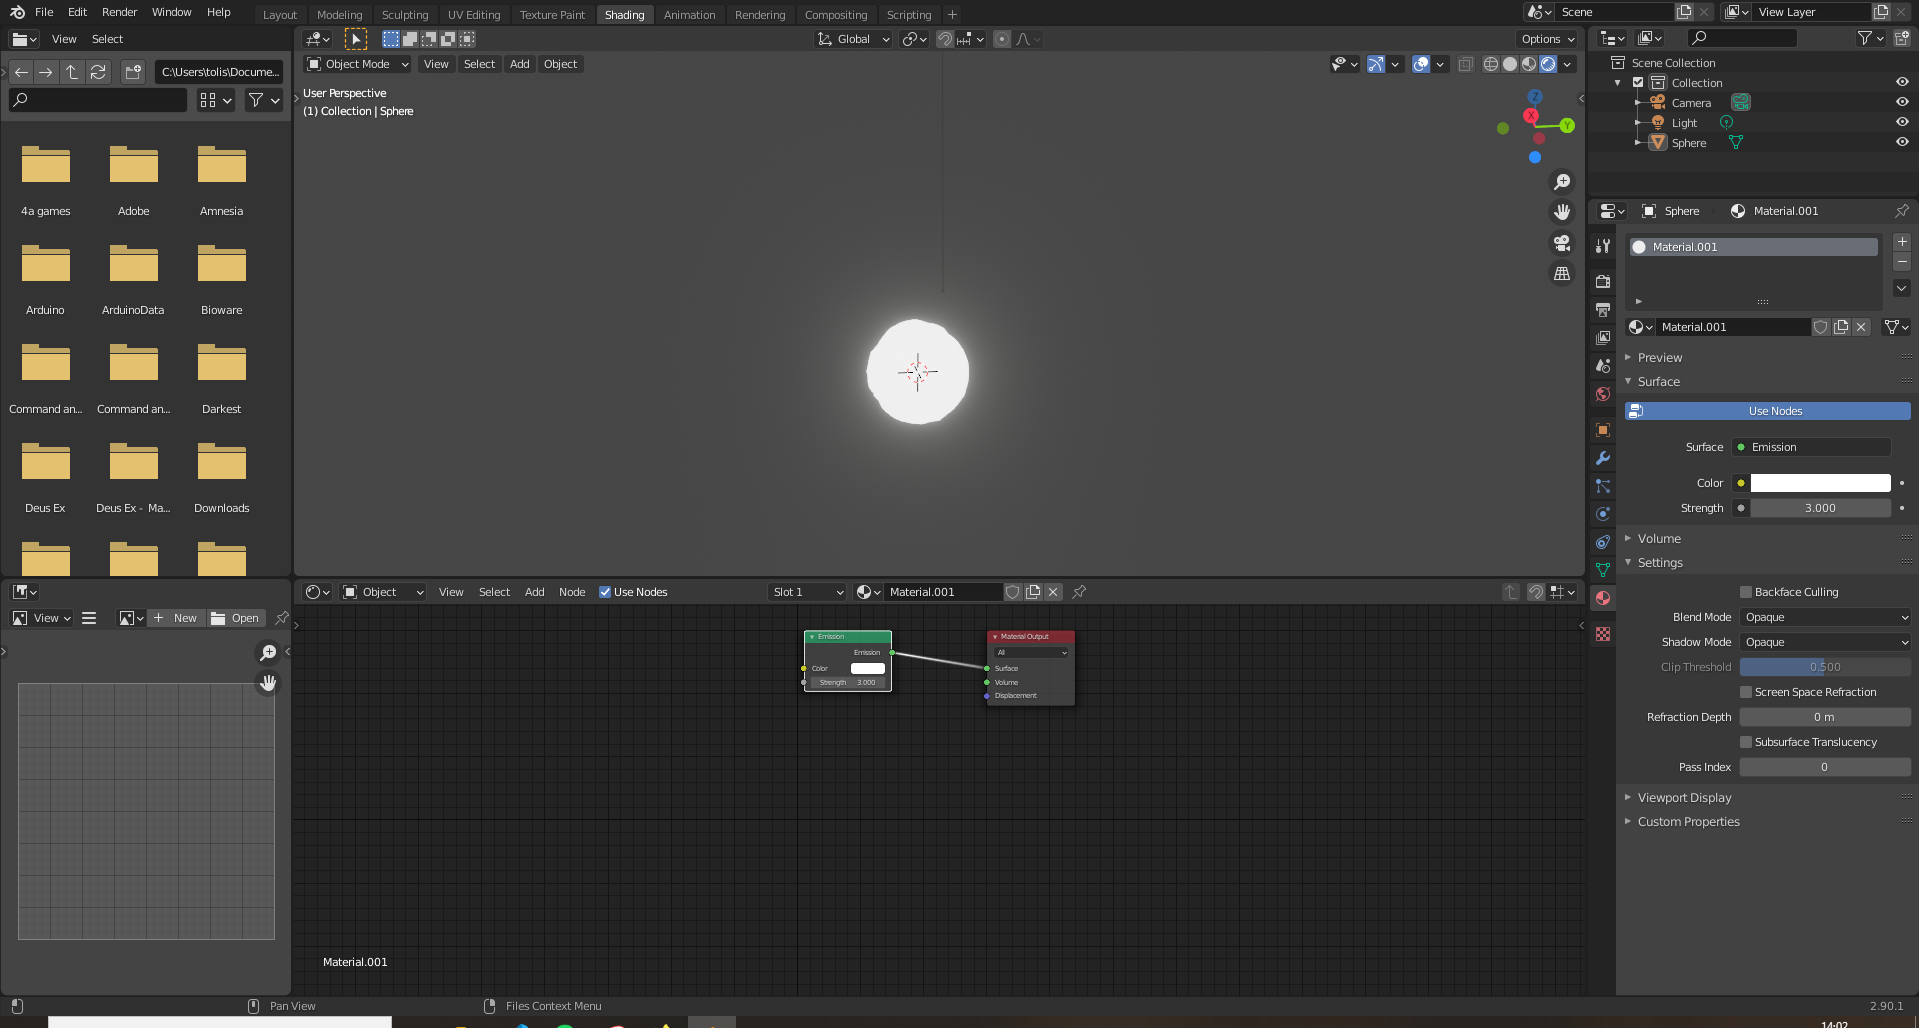 File Edit Render Window Help
Layout Modeling Sculpting UV Editing Texture Paint Shading Animation Rendering Compositing Scripting +
Scene
View Layer
View Select
Global
Options
C:\Users\tolis\Docume...
Object Mode View Select Add Object
User Perspective
(1) Collection | Sphere
Z
X
Y
4a games Adobe Amnesia
Arduino ArduinoData Bioware
Command an... Command an... Darkest
Deus Ex Deus Ex - Ma... Downloads
Scene Collection
Collection
Camera
Light
Sphere
Sphere Material.001
Material.001
Material.001
Preview
Surface
Use Nodes
Surface Emission
Color
Strength 3.000
Volume
Settings
Backface Culling
Blend Mode Opaque
Shadow Mode Opaque
Clip Threshold 0.500
Screen Space Refraction
Refraction Depth 0 m
Subsurface Translucency
Pass Index 0
Viewport Display
Custom Properties
View + New Open
Object View Select Add Node Use Nodes Slot 1 Material.001
Emission
Emission
Color
Strength 3.000
Material Output
All
Surface
Volume
Displacement
Material.001
Pan View Files Context Menu 2.90.1
14:02